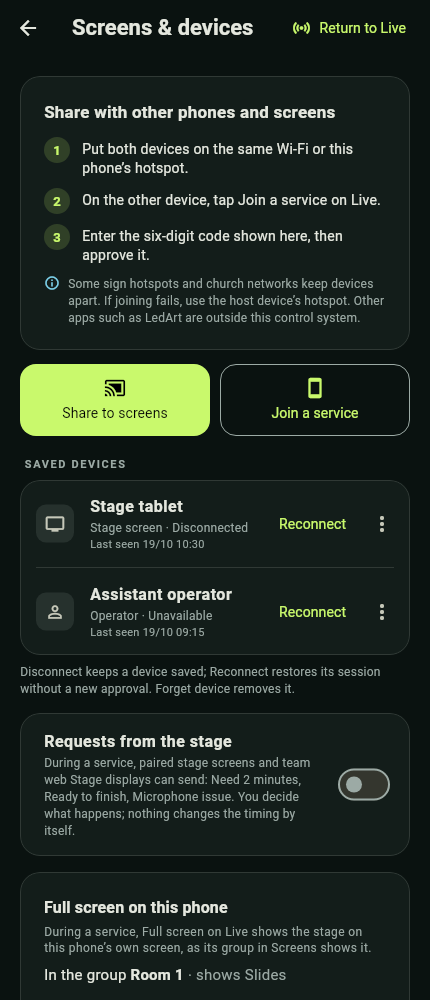 Screens & devices
Return to Live
Share with other phones and screens
1
Put both devices on the same Wi-Fi or this
phone’s hotspot.
2
On the other device, tap Join a service on Live.
3
Enter the six-digit code shown here, then
approve it.
Some sign hotspots and church networks keep devices
apart. If joining fails, use the host device’s hotspot. Other
apps such as LedArt are outside this control system.
Share to screens
Join a service
SAVED DEVICES
Stage tablet
Stage screen · Disconnected
Last seen 19/10 10:30
Reconnect
Assistant operator
Operator · Unavailable
Last seen 19/10 09:15
Reconnect
Disconnect keeps a device saved; Reconnect restores its session
without a new approval. Forget device removes it.
Requests from the stage
During a service, paired stage screens and team
web Stage displays can send: Need 2 minutes,
Ready to finish, Microphone issue. You decide
what happens; nothing changes the timing by
itself.
Full screen on this phone
During a service, Full screen on Live shows the stage on
this phone’s own screen, as its group in Screens shows it.
In the group Room 1 · shows Slides